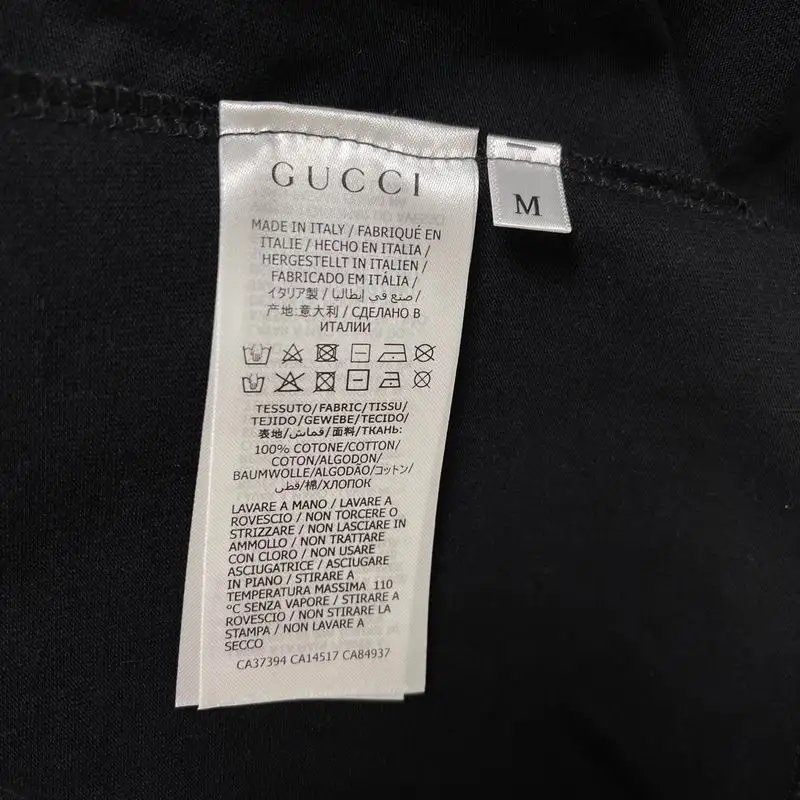 GUCCI
M
MADE IN ITALY / FABRIQUÉ EN
ITALIE / HECHO EN ITALIA /
HERGESTELLT IN ITALIEN /
FABRICADO EM ITÁLIA /
イタリア製 / صنع في إيطاليا /
产地:意大利 / СДЕЛАНО В
ИТАЛИИ
TESSUTO/FABRIC/TISSU/
TEJIDO/GEWEBE/TECIDO/
表地/قماش/面料/ТКАНЬ:
100% COTONE/COTTON/
COTON/ALGODON/
BAUMWOLLE/ALGODÃO/コットン/
قطن/棉/ХЛОПОК
LAVARE A MANO / LAVARE A
ROVESCIO / NON TORCERE O
STRIZZARE / NON LASCIARE IN
AMMOLLO / NON TRATTARE
CON CLORO / NON USARE
ASCIUGATRICE / ASCIUGARE
IN PIANO / STIRARE A
TEMPERATURA MASSIMA 110
°C SENZA VAPORE / STIRARE A
ROVESCIO / NON STIRARE LA
STAMPA / NON LAVARE A
SECCO
CA37394 CA14517 CA84937